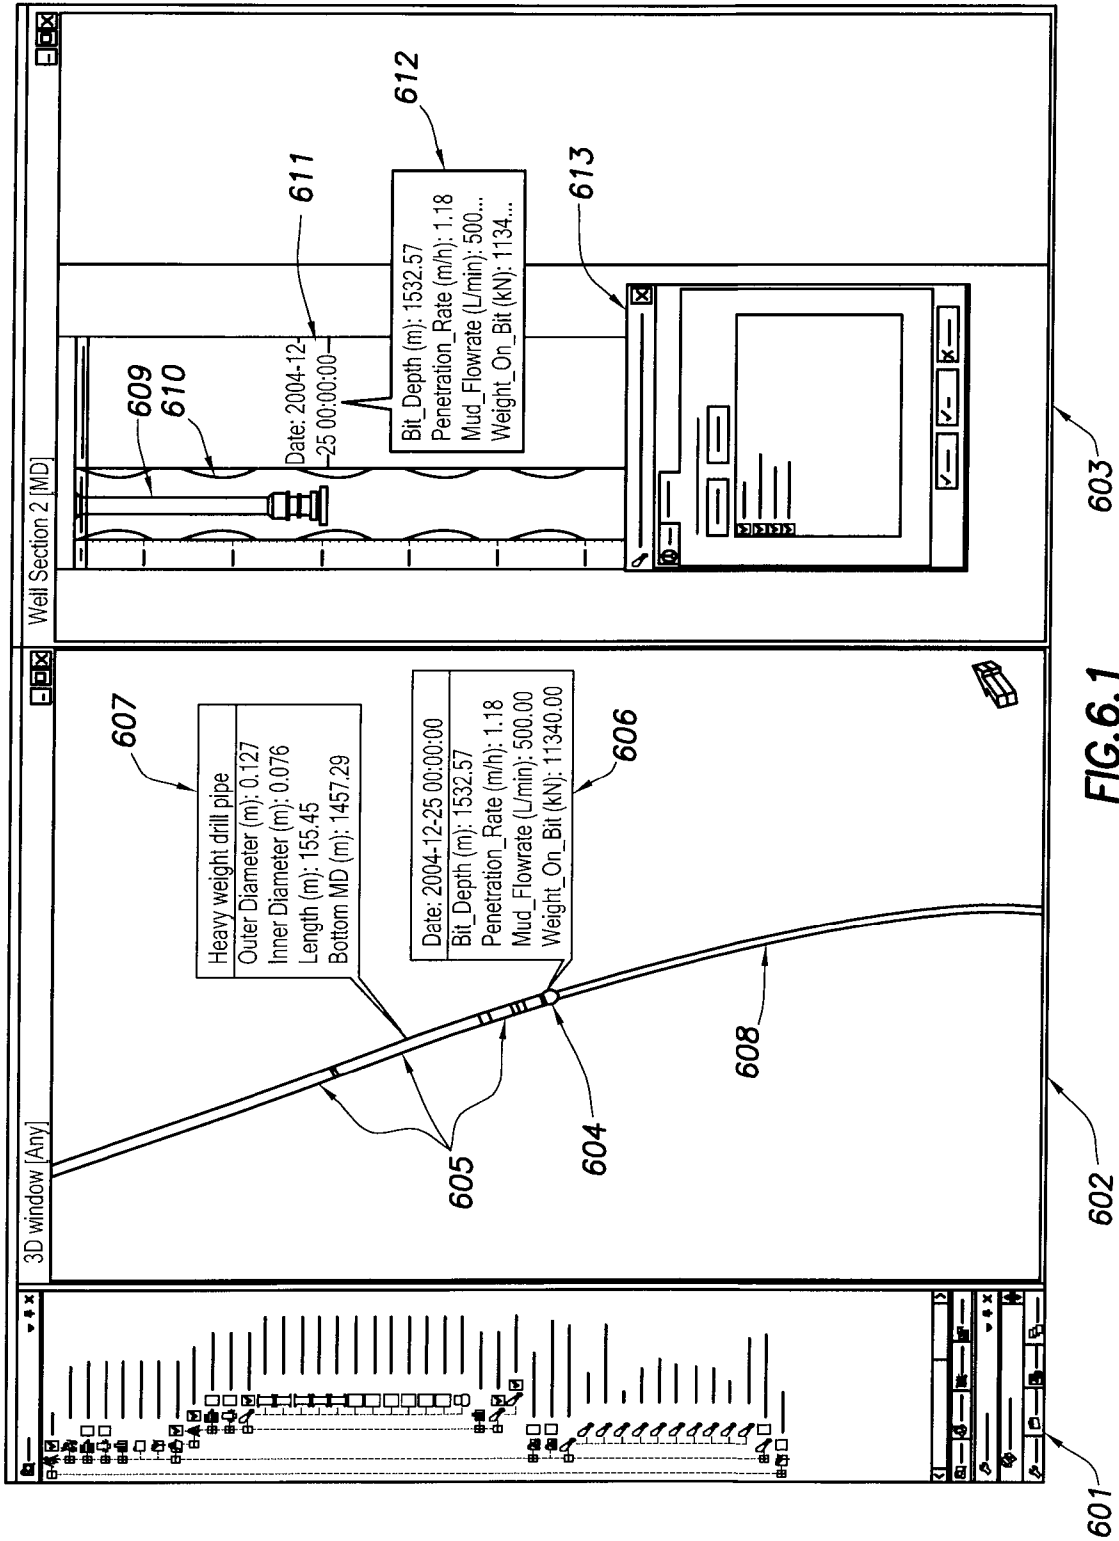 3D window [Any]
Well Section 2 [MD]
607
Heavy weight drill pipe
Outer Diameter (m): 0.127
Inner Diameter (m): 0.076
Length (m): 155.45
Bottom MD (m): 1457.29
Date: 2004-12-25 00:00:00
Bit_Depth (m): 1532.57
Penetration_Rate (m/h): 1.18
Mud_Flowrate (L/min): 500.00
Weight_On_Bit (kN): 11340.00
606
605
604
608
609
610
Date: 2004-12-
25 00:00:00
611
Bit_Depth (m): 1532.57
Penetration_Rate (m/h): 1.18
Mud_Flowrate (L/min): 500...
Weight_On_Bit (kN): 1134...
612
613
601
602
603
FIG.6.1